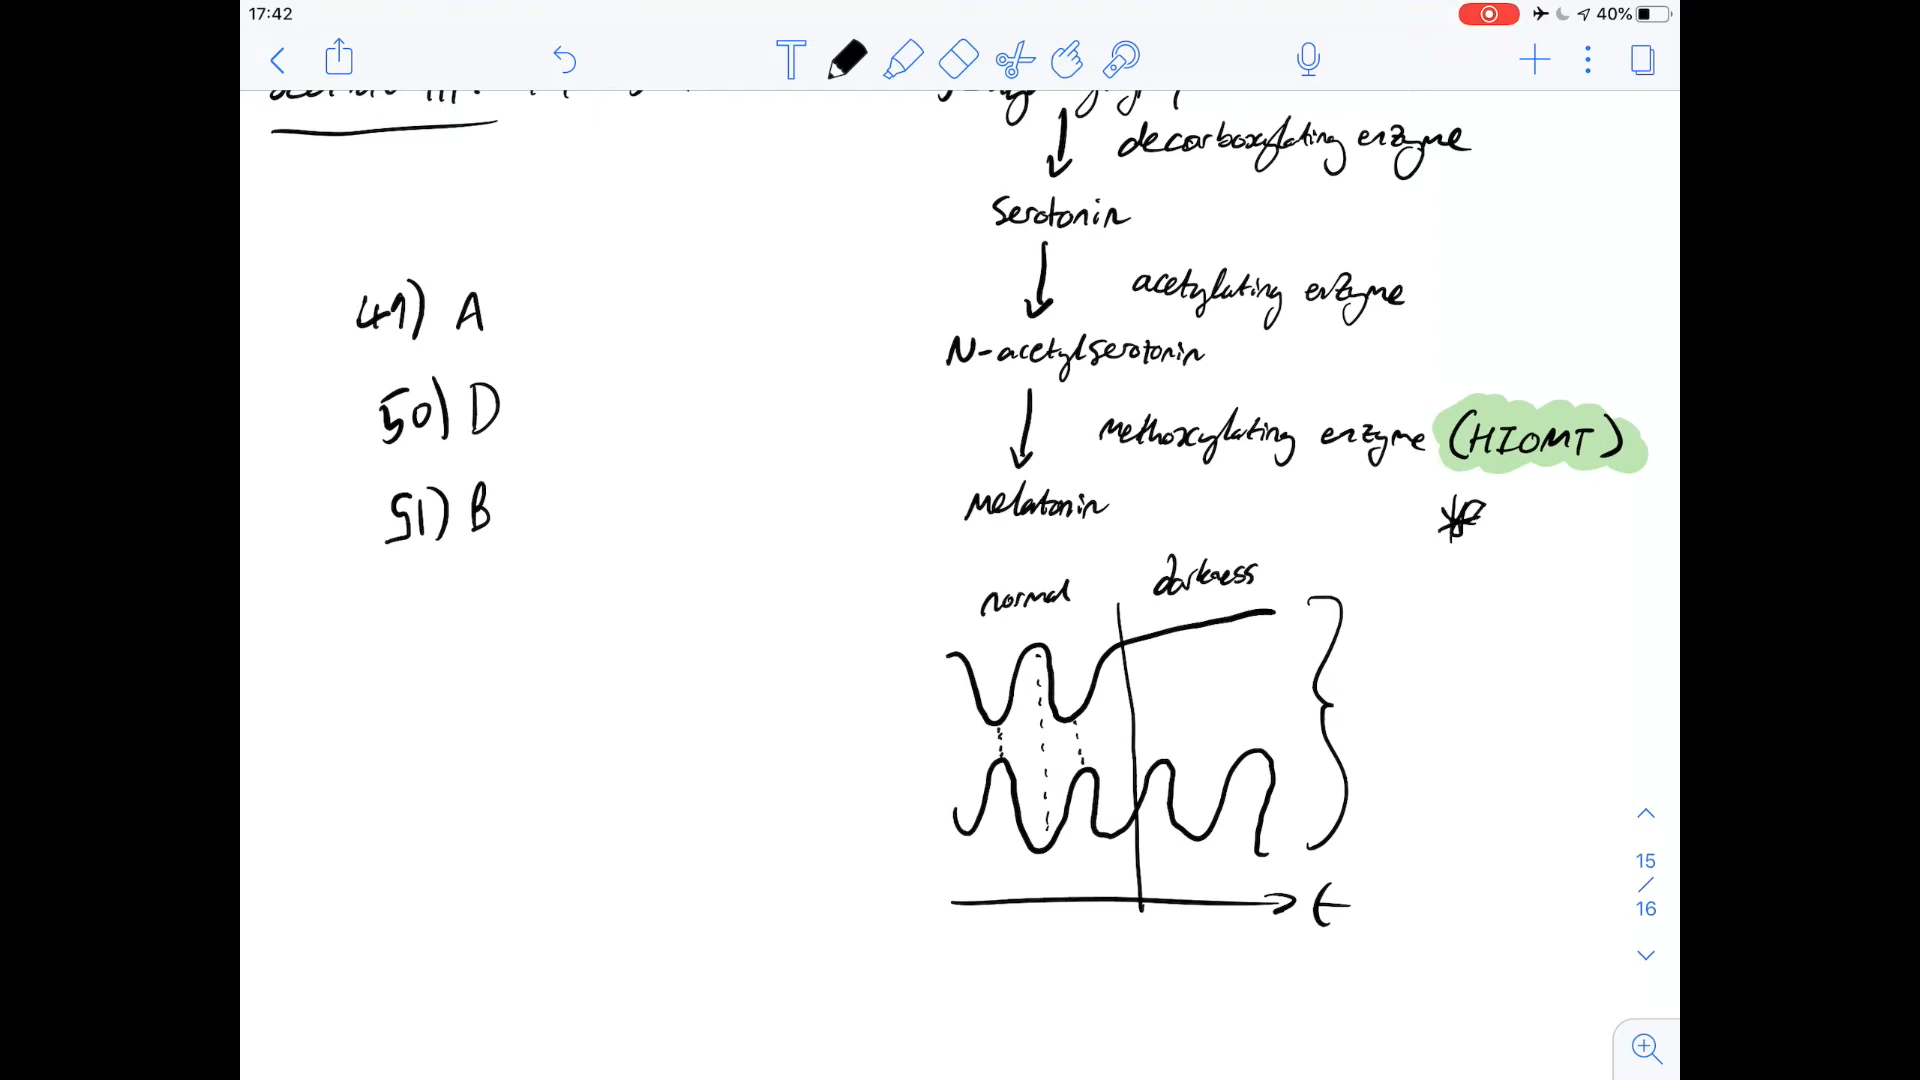 17:42
40%
decarboxylating enzyme
Serotonin
acetylating enzyme
N-acetylserotonin
methoxylating enzyme (HIOMT)
Melatonin
49) A
50) D
51) B
normal
darkness
t
15
/
16